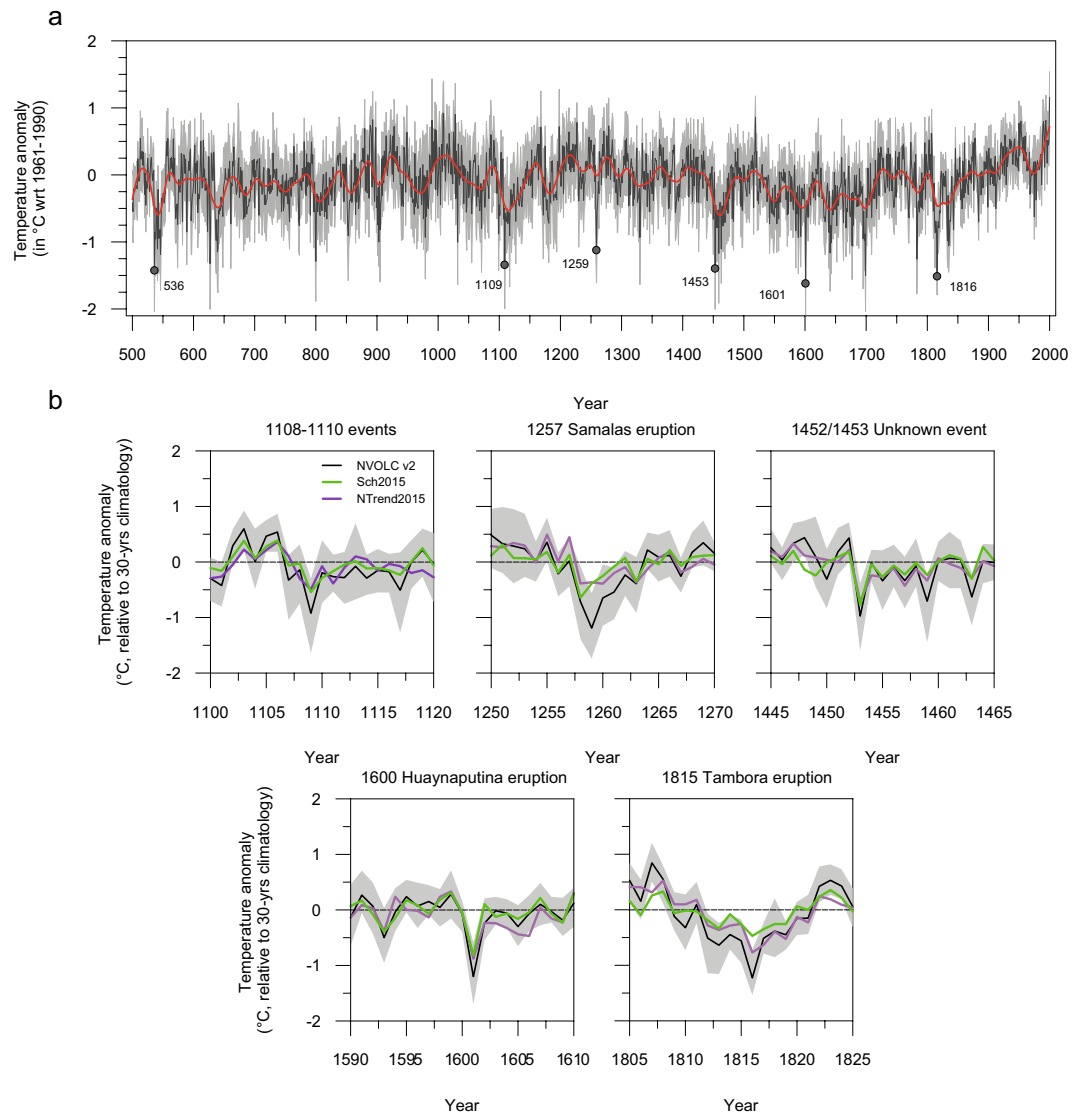 a
Temperature anomaly
(in °C wrt 1961-1990)
2
1
0
-1
-2
536
1109
1259
1453
1601
1816
500 600 700 800 900 1000 1100 1200 1300 1400 1500 1600 1700 1800 1900 2000
Year
b
1108-1110 events
Temperature anomaly
(°C, relative to 30-yrs climatology)
2
1
0
-1
-2
NVOLC v2
Sch2015
NTrend2015
1100 1105 1110 1115 1120
Year
1257 Samalas eruption
1250 1255 1260 1265 1270
Year
1452/1453 Unknown event
1445 1450 1455 1460 1465
Year
1600 Huaynaputina eruption
Temperature anomaly
(°C, relative to 30-yrs climatology)
2
1
0
-1
-2
1590 1595 1600 1605 1610
Year
1815 Tambora eruption
2
1
0
-1
-2
1805 1810 1815 1820 1825
Year